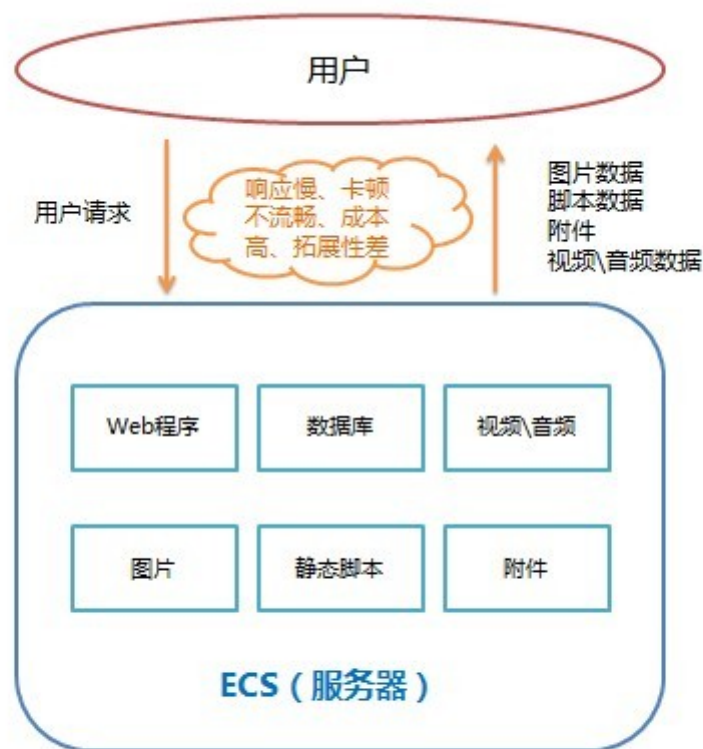 用户
用户请求
响应慢、卡顿
不流畅、成本
高、拓展性差
图片数据
脚本数据
附件
视频\音频数据
Web程序
数据库
视频\音频
图片
静态脚本
附件
ECS（服务器）